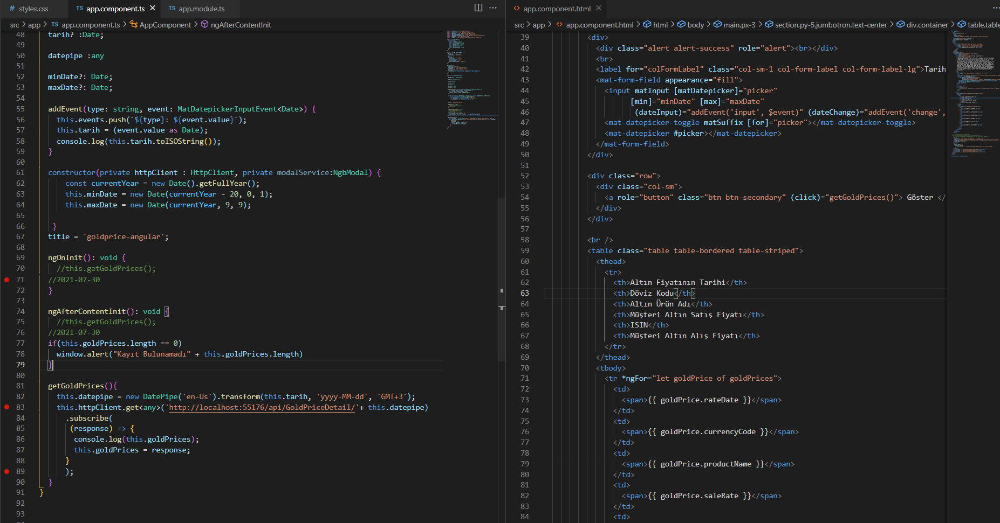 styles.css
TS app.component.ts
TS app.module.ts
src > app > TS app.component.ts > AppComponent > ngAfterContentInit
48 tarih? :Date;
49
50 datepipe :any
51
52 minDate?: Date;
53 maxDate?: Date;
54
55 addEvent(type: string, event: MatDatepickerInputEvent<Date>) {
56 this.events.push(`${type}: ${event.value}`);
57 this.tarih = (event.value as Date);
58 console.log(this.tarih.toISOString());
59 }
60
61 constructor(private httpClient : HttpClient, private modalService:NgbModal) {
62 const currentYear = new Date().getFullYear();
63 this.minDate = new Date(currentYear - 20, 0, 1);
64 this.maxDate = new Date(currentYear, 9, 9);
65
66 }
67 title = 'goldprice-angular';
68
69 ngOnInit(): void {
70 //this.getGoldPrices();
71 //2021-07-30
72 }
73
74 ngAfterContentInit(): void {
75 //this.getGoldPrices();
76 //2021-07-30
77 if(this.goldPrices.length == 0)
78 window.alert("Kayıt Bulunamadı" + this.goldPrices.length)
79 }
80
81 getGoldPrices(){
82 this.datepipe = new DatePipe('en-Us').transform(this.tarih, 'yyyy-MM-dd', 'GMT+3');
83 this.httpClient.get<any>('http://localhost:55176/api/GoldPriceDetail/'+ this.datepipe)
84 .subscribe(
85 (response) => {
86 console.log(this.goldPrices);
87 this.goldPrices = response;
88 }
89 );
90 }
91 }
92
93
app.component.html
src > app > app.component.html > html > body > main.px-3 > section.py-5.jumbotron.text-center > div.container > table.table
39 <div>
40 <div class="alert alert-success" role="alert"><br></div>
41 <br>
42 <label for="colFormLabel" class="col-sm-1 col-form-label col-form-label-lg">Tarih
43 <mat-form-field appearance="fill">
44 <input matInput [matDatepicker]="picker"
45 [min]="minDate" [max]="maxDate"
46 (dateInput)="addEvent('input', $event)" (dateChange)="addEvent('change',
47 <mat-datepicker-toggle matSuffix [for]="picker"></mat-datepicker-toggle>
48 <mat-datepicker #picker></mat-datepicker>
49 </mat-form-field>
50 </div>
51
52 <div class="row">
53 <div class="col-sm">
54 <a role="button" class="btn btn-secondary" (click)="getGoldPrices()"> Göster </
55 </div>
56 </div>
57
58 <br />
59 <table class="table table-bordered table-striped">
60 <thead>
61 <tr>
62 <th>Altın Fiyatının Tarihi</th>
63 <th>Döviz Kodu</th>
64 <th>Altın Ürün Adı</th>
65 <th>Müşteri Altın Satış Fiyatı</th>
66 <th>ISIN</th>
67 <th>Müşteri Altın Alış Fiyatı</th>
68 </tr>
69 </thead>
70 <tbody>
71 <tr *ngFor="let goldPrice of goldPrices">
72 <td>
73 <span>{{ goldPrice.rateDate }}</span>
74 </td>
75 <td>
76 <span>{{ goldPrice.currencyCode }}</span>
77 </td>
78 <td>
79 <span>{{ goldPrice.productName }}</span>
80 </td>
81 <td>
82 <span>{{ goldPrice.saleRate }}</span>
83 </td>
84 <td>